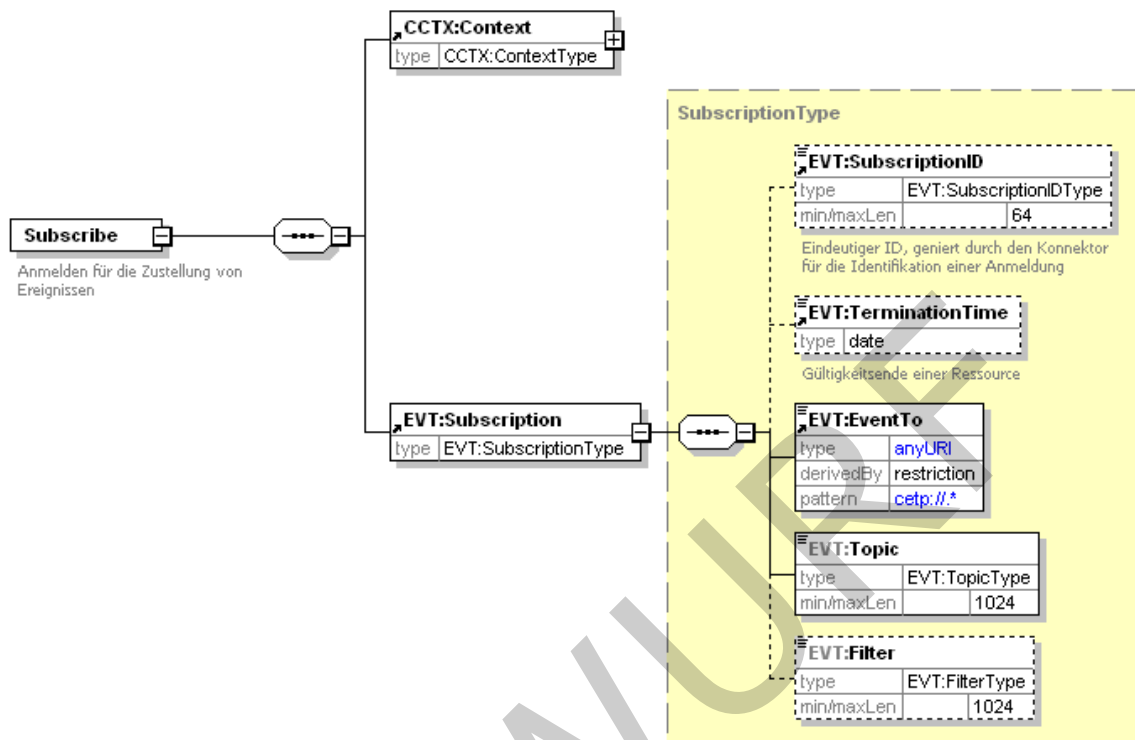 CCTX:Context
type CCTX:ContextType
SubscriptionType
EVT:SubscriptionID
type EVT:SubscriptionIDType
min/maxLen 64
Eindeutiger ID, geniert durch den Konnektor
für die Identifikation einer Anmeldung
Subscribe
Anmelden für die Zustellung von
Ereignissen
EVT:TerminationTime
type date
Gültigkeitsende einer Ressource
EVT:Subscription
type EVT:SubscriptionType
EVT:EventTo
type anyURI
derivedBy restriction
pattern cetp://.*
EVT:Topic
type EVT:TopicType
min/maxLen 1024
EVT:Filter
type EVT:FilterType
min/maxLen 1024
WURF